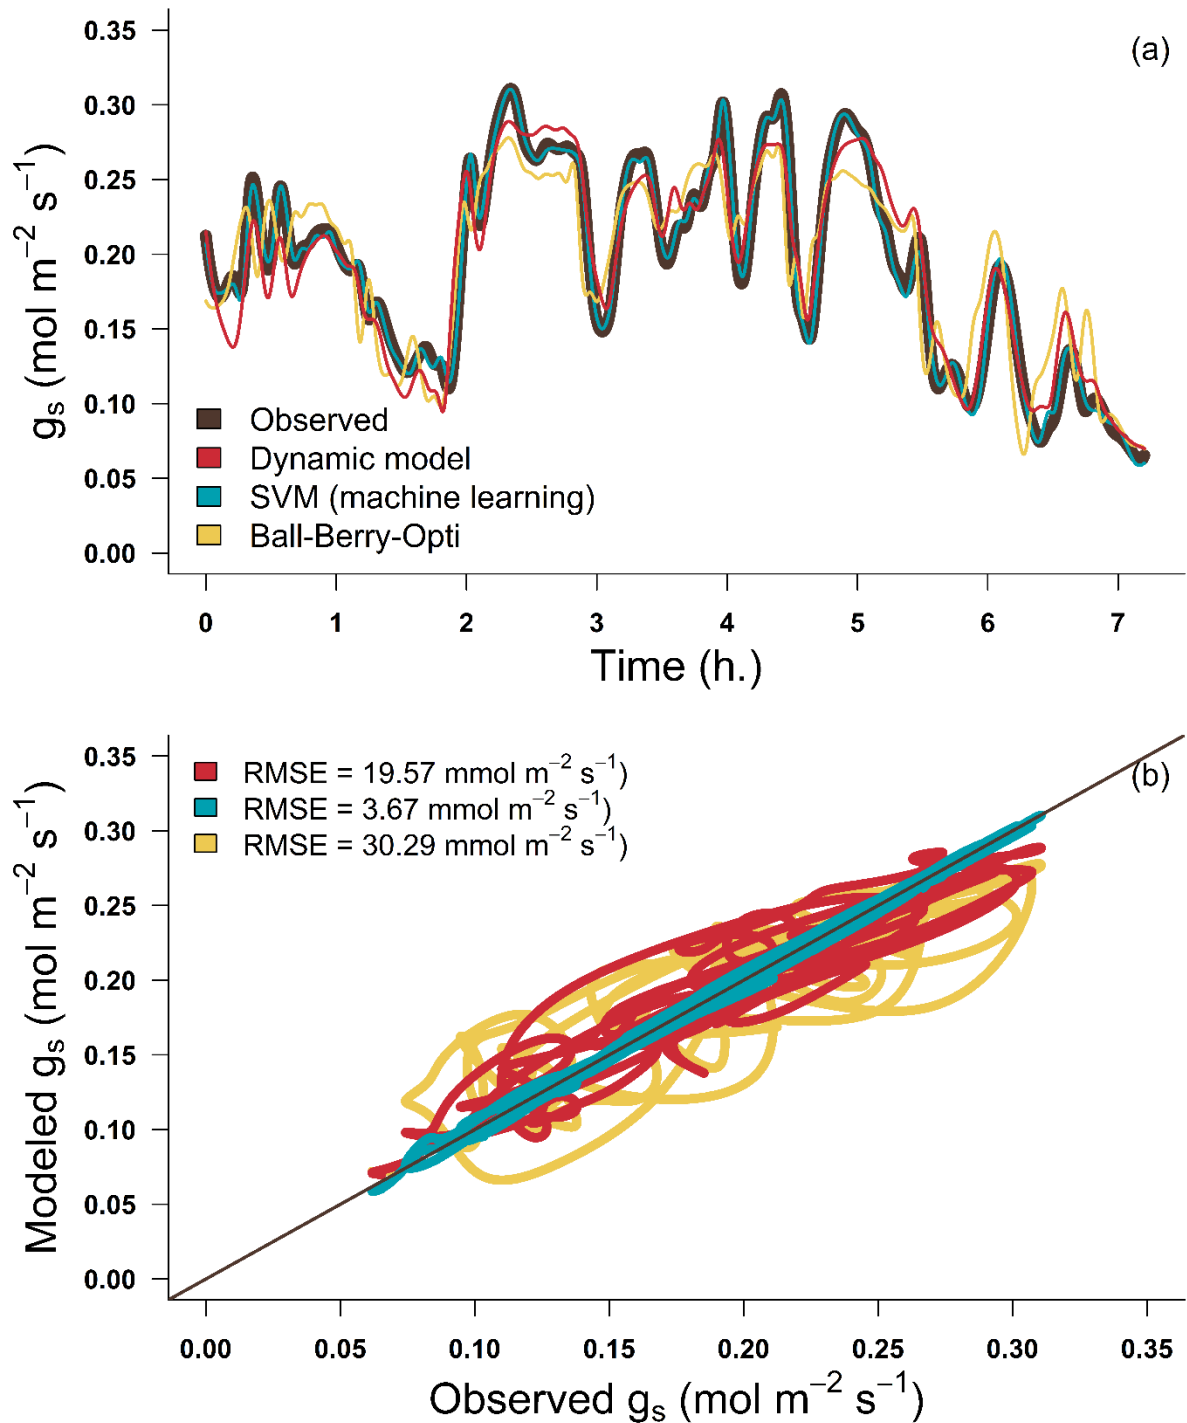 (a)
0.35
0.30
0.25
0.20
0.15
0.10
0.05
0.00
gₛ (mol m⁻² s⁻¹)
Observed
Dynamic model
SVM (machine learning)
Ball-Berry-Opti
0 1 2 3 4 5 6 7
Time (h.)
(b)
0.35
0.30
0.25
0.20
0.15
0.10
0.05
0.00
Modeled gₛ (mol m⁻² s⁻¹)
RMSE = 19.57 mmol m⁻² s⁻¹)
RMSE = 3.67 mmol m⁻² s⁻¹)
RMSE = 30.29 mmol m⁻² s⁻¹)
0.00 0.05 0.10 0.15 0.20 0.25 0.30 0.35
Observed gₛ (mol m⁻² s⁻¹)